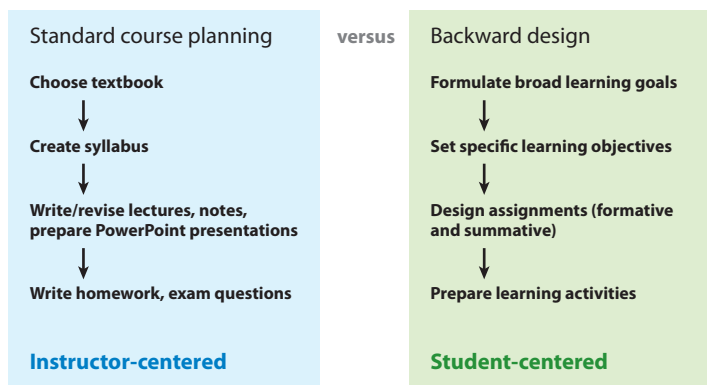 Standard course planning
versus
Backward design
Choose textbook
Create syllabus
Write/revise lectures, notes,
prepare PowerPoint presentations
Write homework, exam questions
Instructor-centered
Formulate broad learning goals
Set specific learning objectives
Design assignments (formative
and summative)
Prepare learning activities
Student-centered